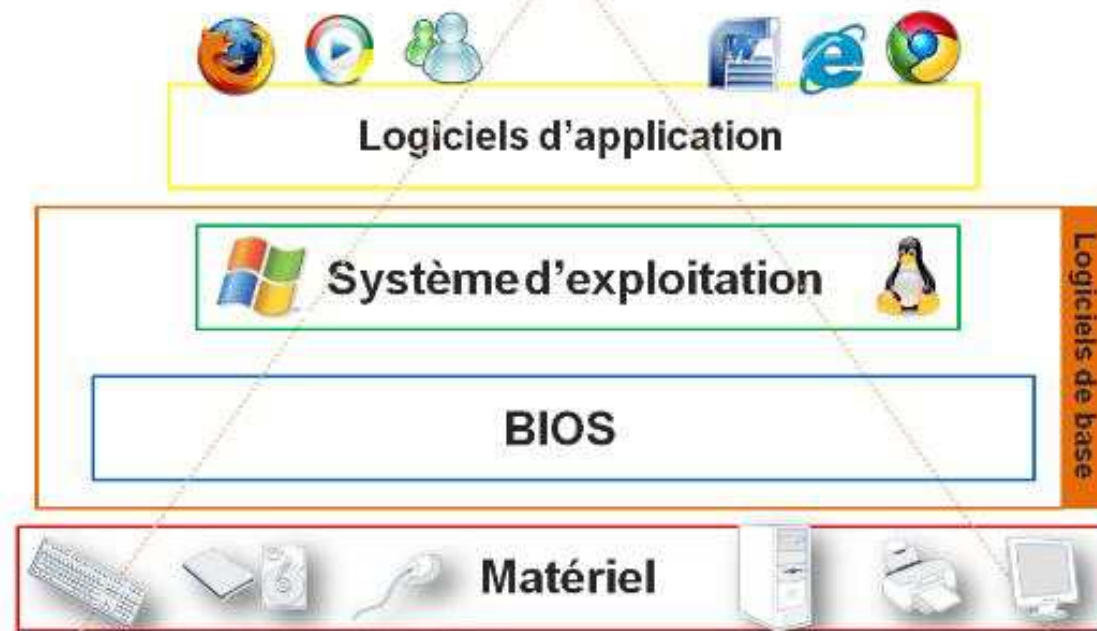 Logiciels d'application
Système d'exploitation
Logiciels de base
BIOS
Matériel